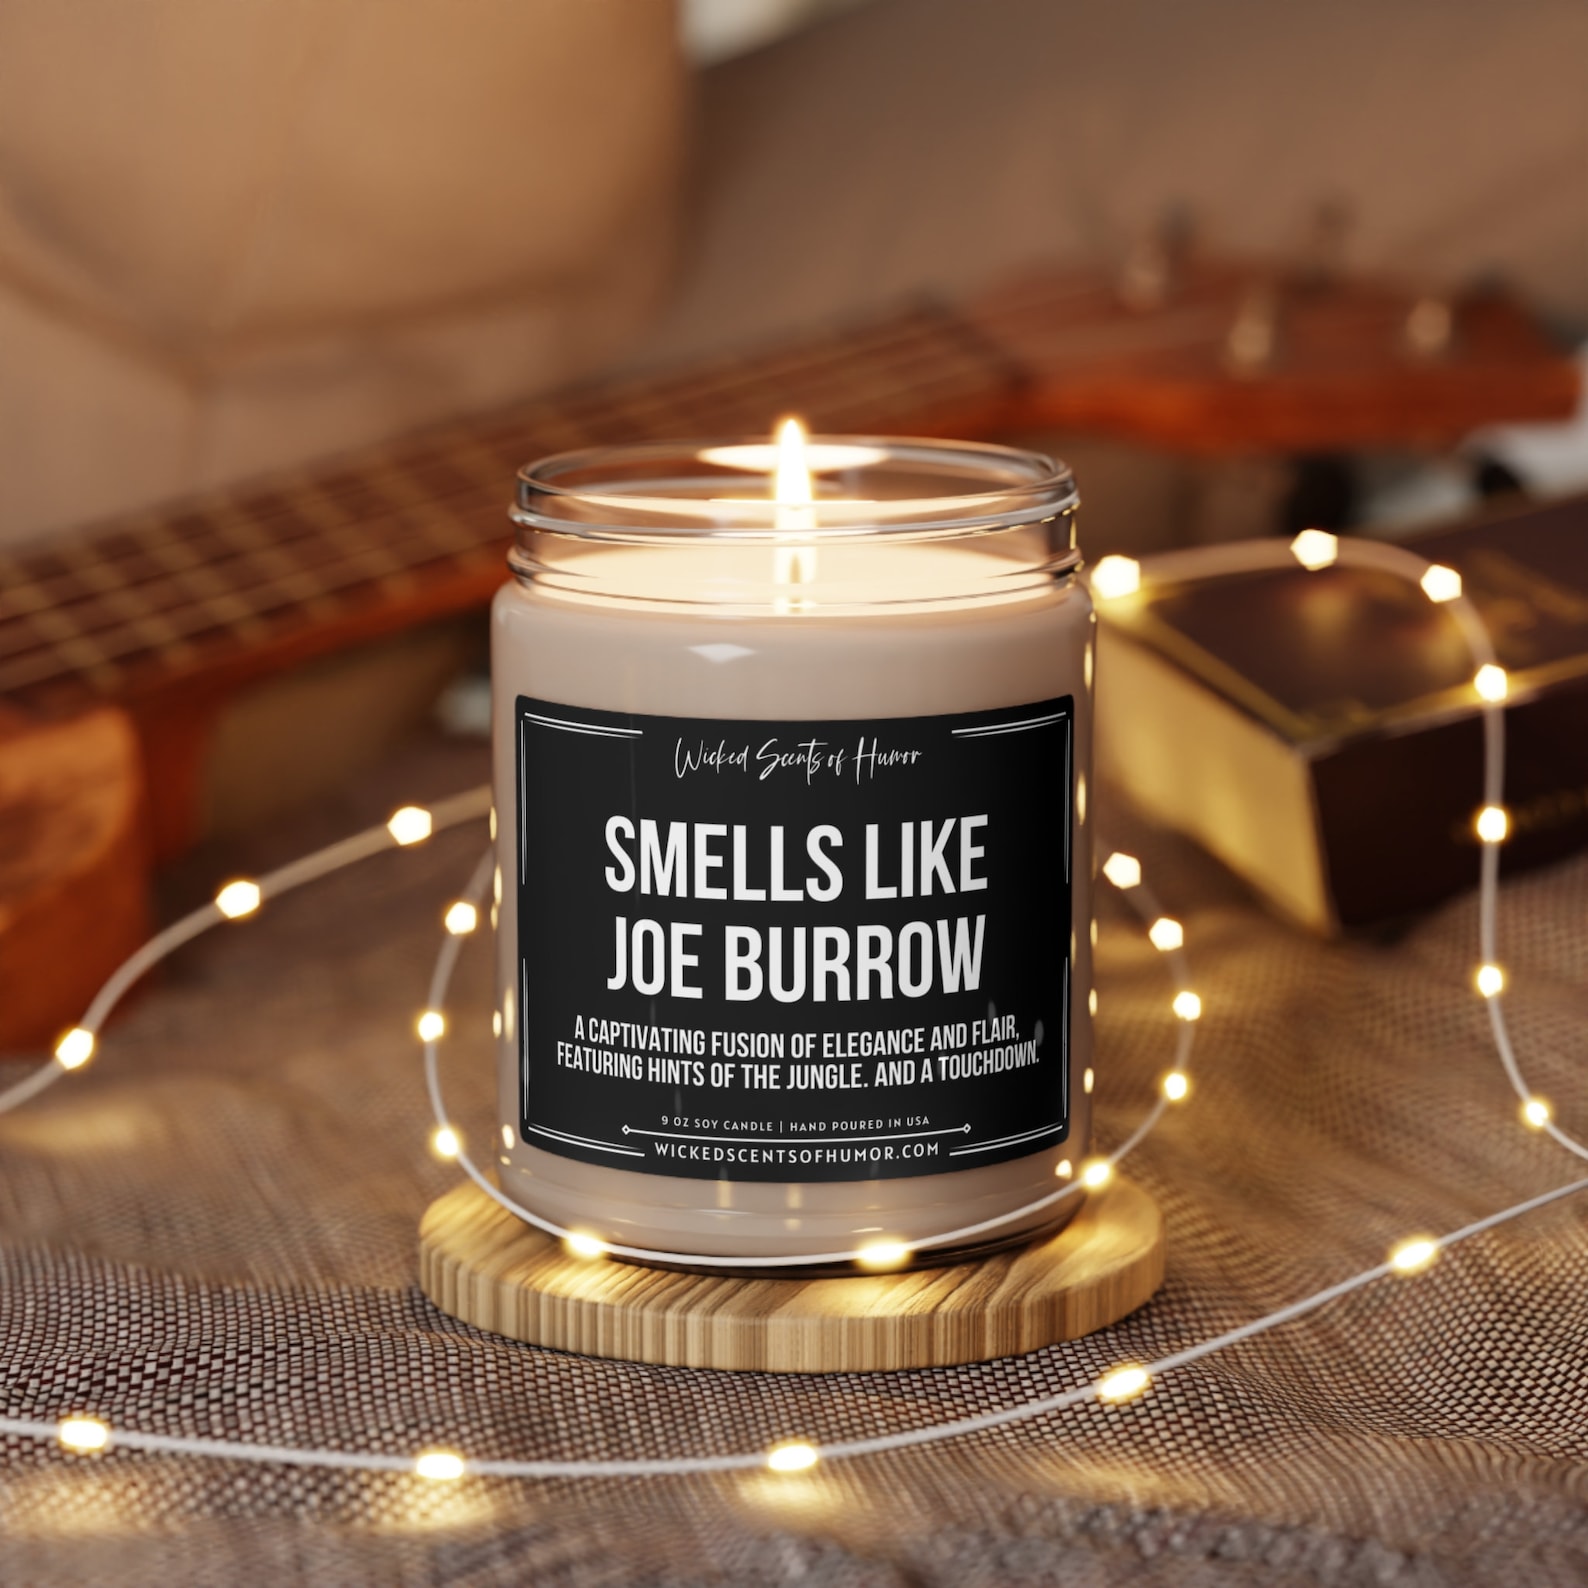 Wicked Scents of Humor
SMELLS LIKE
JOE BURROW
A CAPTIVATING FUSION OF ELEGANCE AND FLAIR,
FEATURING HINTS OF THE JUNGLE. AND A TOUCHDOWN.
9 OZ SOY CANDLE | HAND POURED IN USA
WICKEDSCENTSOFHUMOR.COM